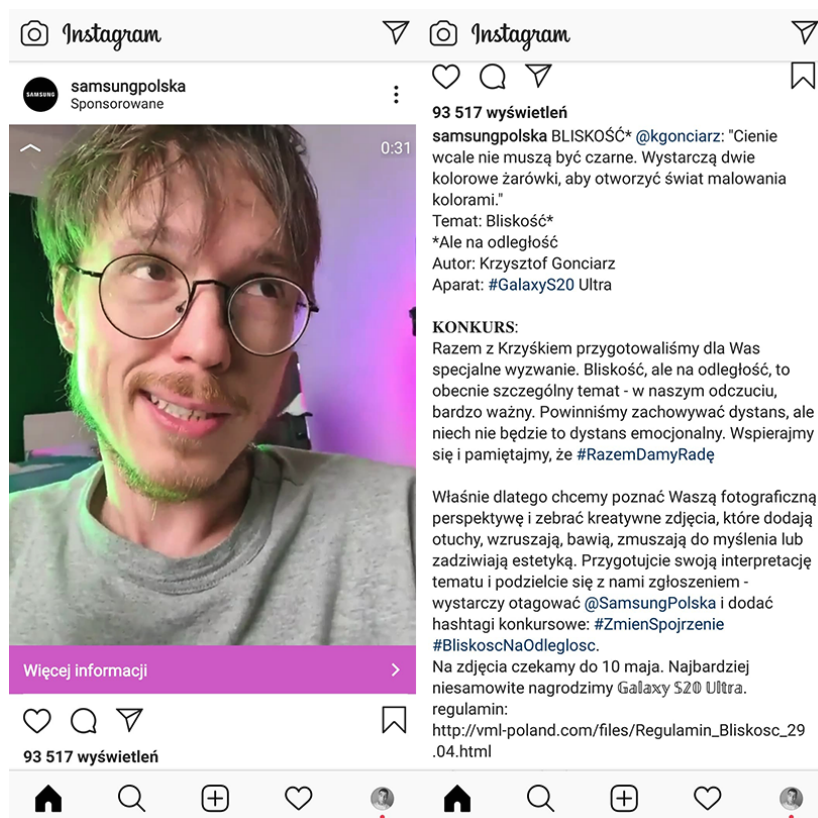 Instagram
samsungpolska
Sponsorowane
SAMSUNG
0:31
Więcej informacji
93 517 wyświetleń
Instagram
93 517 wyświetleń
samsungpolska BLISKOŚĆ* @kgonciarz: "Cienie
wcale nie muszą być czarne. Wystarczą dwie
kolorowe żarówki, aby otworzyć świat malowania
kolorami."
Temat: Bliskość*
*Ale na odległość
Autor: Krzysztof Gonciarz
Aparat: #GalaxyS20 Ultra
𝐊𝐎𝐍𝐊𝐔𝐑𝐒:
Razem z Krzyśkiem przygotowaliśmy dla Was
specjalne wyzwanie. Bliskość, ale na odległość, to
obecnie szczególny temat - w naszym odczuciu,
bardzo ważny. Powinniśmy zachowywać dystans, ale
niech nie będzie to dystans emocjonalny. Wspierajmy
się i pamiętajmy, że #RazemDamyRadę
Właśnie dlatego chcemy poznać Waszą fotograficzną
perspektywę i zebrać kreatywne zdjęcia, które dodają
otuchy, wzruszają, bawią, zmuszają do myślenia lub
zadziwiają estetyką. Przygotujcie swoją interpretację
tematu i podzielcie się z nami zgłoszeniem -
wystarczy otagować @SamsungPolska i dodać
hashtagi konkursowe: #ZmienSpojrzenie
#BliskoscNaOdleglosc.
Na zdjęcia czekamy do 10 maja. Najbardziej
niesamowite nagrodzimy 𝔾𝕒𝕝𝕒𝕩𝕪 𝕊𝟚𝟘 𝕌𝕝𝕥𝕣𝕒.
regulamin:
http://vml-poland.com/files/Regulamin_Bliskosc_29
.04.html